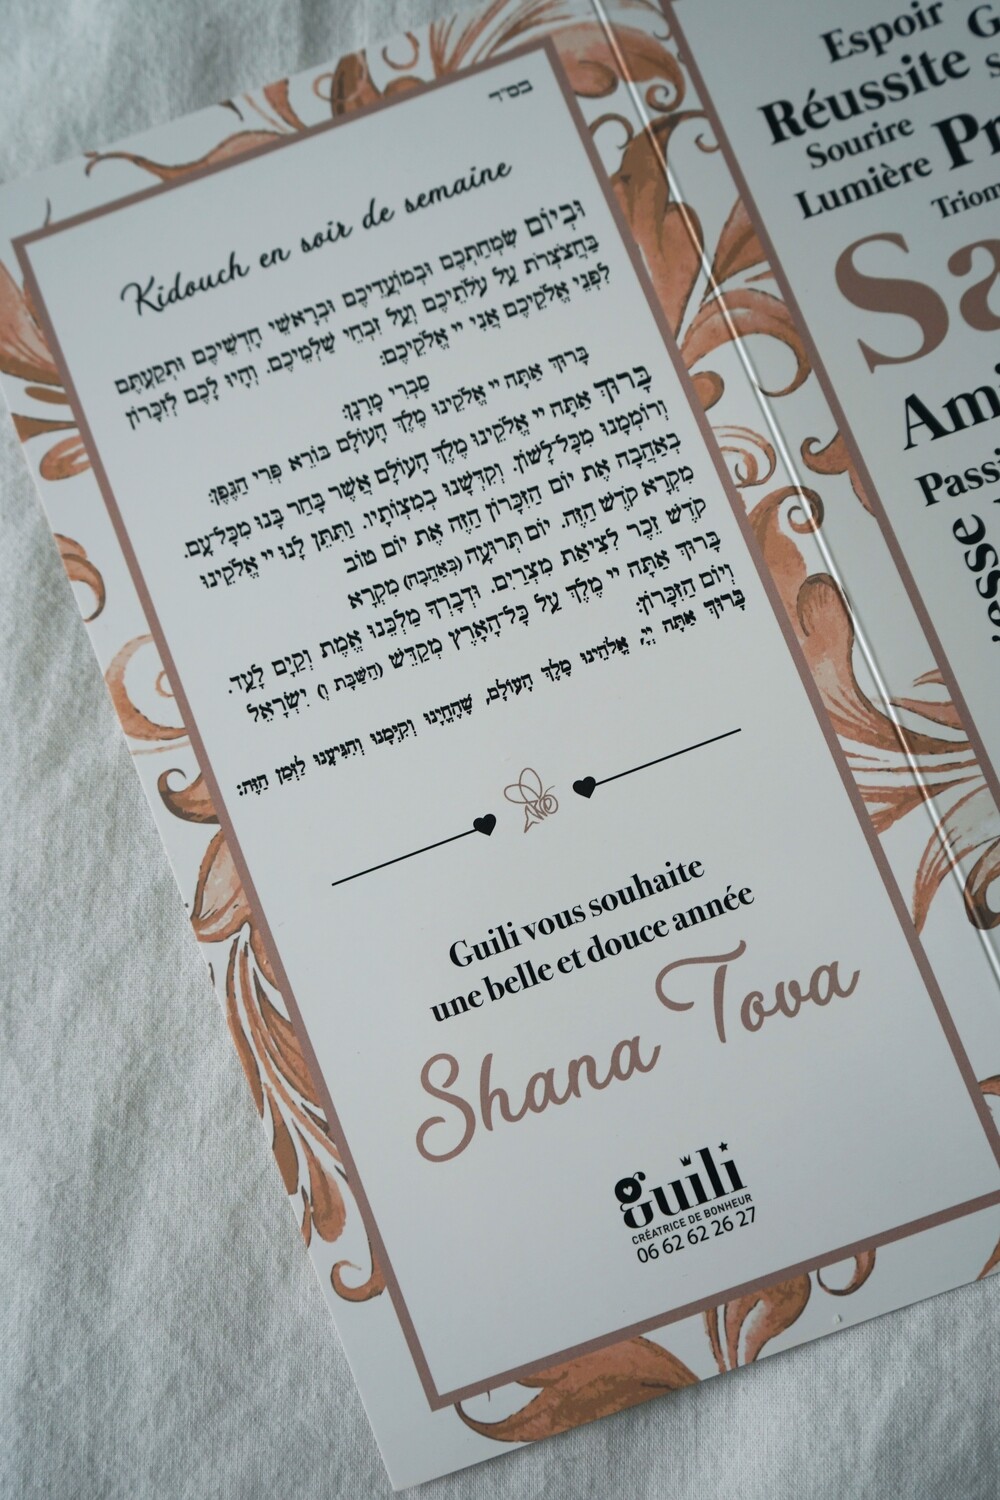 בס״ד
Kidouch en soir de semaine
וּבְיוֹם שִׂמְחַתְכֶם וּבְמוֹעֲדֵיכֶם וּבְרָאשֵׁי חָדְשֵׁיכֶם וּתְקַעְתֶּם
בַּחֲצֹצְרֹת עַל עֹלֹתֵיכֶם וְעַל זִבְחֵי שַׁלְמֵיכֶם. וְהָיוּ לָכֶם לְזִכָּרוֹן
לִפְנֵי אֱלֹקֵיכֶם אֲנִי יי אֱלֹקֵיכֶם:
סַבְרִי מָרָנָן:
בָּרוּךְ אַתָּה יי אֱלֹקֵינוּ מֶלֶךְ הָעוֹלָם בּוֹרֵא פְּרִי הַגֶּפֶן:
בָּרוּךְ אַתָּה יי אֱלֹקֵינוּ מֶלֶךְ הָעוֹלָם אֲשֶׁר בָּחַר בָּנוּ מִכָּל־עָם.
וְרוֹמְמָנוּ מִכָּל־לָשׁוֹן. וְקִדְּשָׁנוּ בְּמִצְוֹתָיו. וַתִּתֶּן לָנוּ יי אֱלֹקֵינוּ
בְּאַהֲבָה אֶת יוֹם הַזִּכָּרוֹן הַזֶּה אֶת יוֹם טוֹב
מִקְרָא קֹדֶשׁ הַזֶּה. יוֹם תְּרוּעָה (בְּאַהֲבָה) מִקְרָא
קֹדֶשׁ זֵכֶר לִצִיאַת מִצְרַיִם. וּדְבָרְךָ מַלְכֵּנוּ אֱמֶת וְקַיָּם לָעַד.
בָּרוּךְ אַתָּה יי מֶלֶךְ עַל כָּל־הָאָרֶץ מְקַדֵּשׁ (הַשַּׁבָּת וְ) יִשְׂרָאֵל
וְיוֹם הַזִּכָּרוֹן:
בָּרוּךְ אַתָּה יְיָ, אֱלֹהֵינוּ מֶלֶךְ הָעוֹלָם, שֶׁהֶחֱיָנוּ וְקִיְּמָנוּ וְהִגִּיעָנוּ לַזְּמַן הַזֶּה:
Guili vous souhaite
une belle et douce année
Shana Tova
guili
CRÉATRICE DE BONHEUR
06 62 62 26 27
Espoir
Réussite
Sourire
Lumière